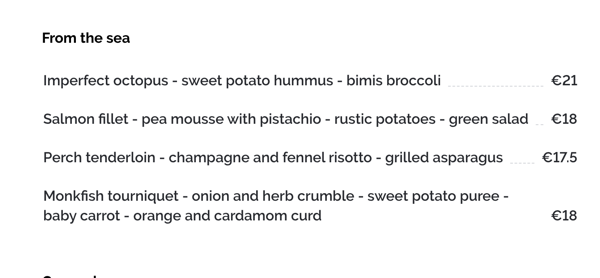 From the sea
Imperfect octopus - sweet potato hummus - bimis broccoli €21
Salmon fillet - pea mousse with pistachio - rustic potatoes - green salad €18
Perch tenderloin - champagne and fennel risotto - grilled asparagus €17.5
Monkfish tourniquet - onion and herb crumble - sweet potato puree -
baby carrot - orange and cardamom curd €18